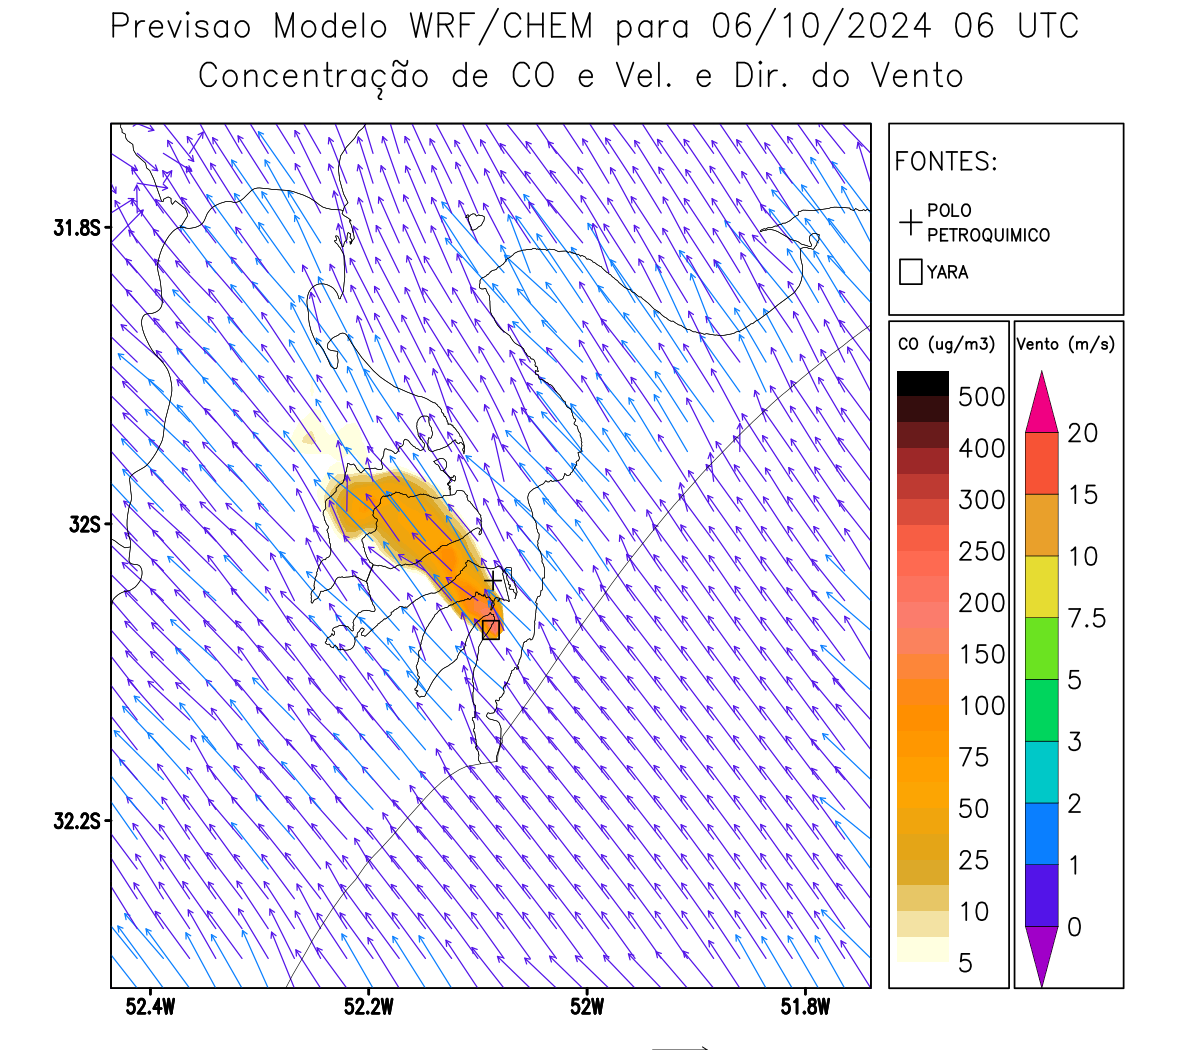 Previsao Modelo WRF/CHEM para 06/10/2024 06 UTC
Concentração de CO e Vel. e Dir. do Vento
FONTES:
POLO
PETROQUIMICO
YARA
31.8S
32S
32.2S
52.4W
52.2W
52W
51.8W
CO (ug/m3)
500
400
300
250
200
150
100
75
50
25
10
5
Vento (m/s)
20
15
10
7.5
5
3
2
1
0